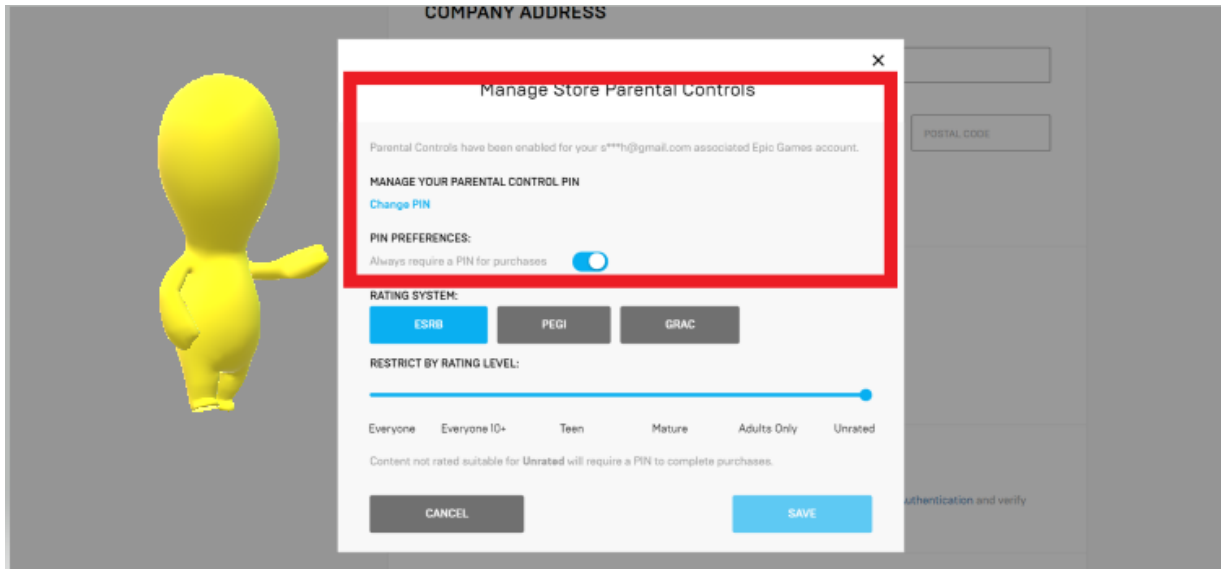 COMPANY ADDRESS
Manage Store Parental Controls
POSTAL CODE
Parental Controls have been enabled for your s***h@gmail.com associated Epic Games account.
MANAGE YOUR PARENTAL CONTROL PIN
Change PIN
PIN PREFERENCES:
Always require a PIN for purchases
RATING SYSTEM:
ESRB PEGI GRAC
RESTRICT BY RATING LEVEL:
Everyone Everyone 10+ Teen Mature Adults Only Unrated
Content not rated suitable for Unrated will require a PIN to complete purchases.
authentication and verify
CANCEL SAVE